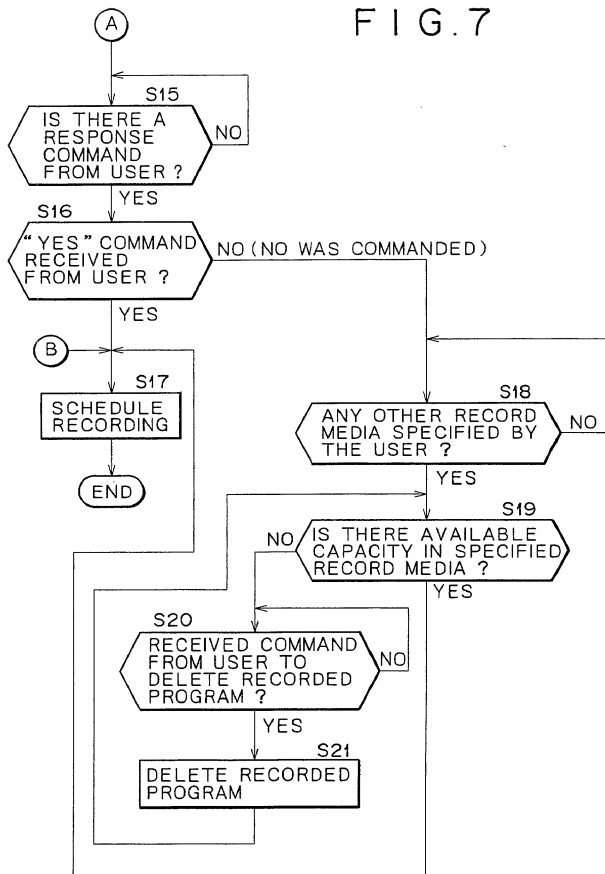 FIG.7
A
S15
IS THERE A
RESPONSE
COMMAND
FROM USER ?
NO
YES
S16
"YES" COMMAND
RECEIVED
FROM USER ?
NO (NO WAS COMMANDED)
YES
B
S17
SCHEDULE
RECORDING
END
S18
ANY OTHER RECORD
MEDIA SPECIFIED BY
THE USER ?
NO
YES
S19
IS THERE AVAILABLE
CAPACITY IN SPECIFIED
RECORD MEDIA ?
NO
YES
S20
RECEIVED COMMAND
FROM USER TO
DELETE RECORDED
PROGRAM ?
NO
YES
S21
DELETE RECORDED
PROGRAM